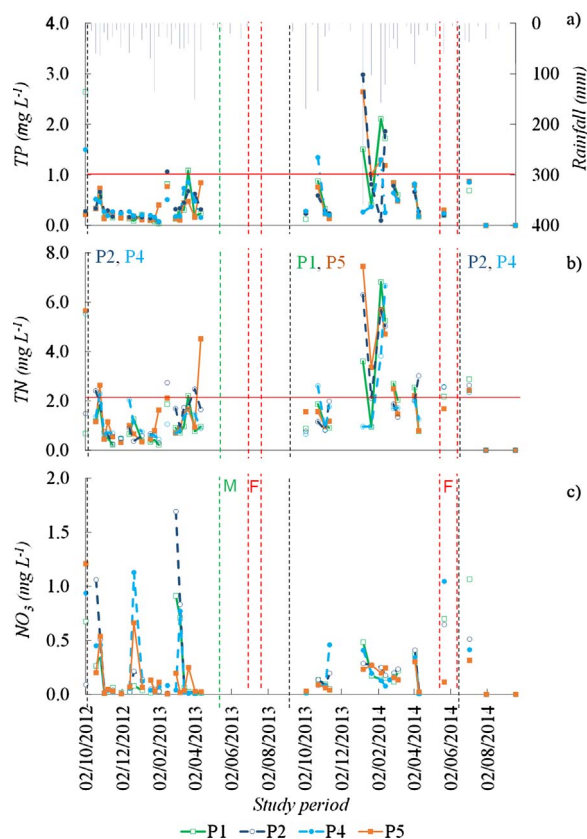 a)
4.0
3.0
2.0
1.0
0.0
TP (mg L-1)
0
100
200
300
400
Rainfall (mm)
b)
8.0
6.0
4.0
2.0
0.0
TN (mg L-1)
P2, P4
P1, P5
P2, P4
c)
2.0
1.5
1.0
0.5
0.0
NO3 (mg L-1)
M
F
F
02/10/2012
02/12/2012
02/02/2013
02/04/2013
02/06/2013
02/08/2013
02/10/2013
02/12/2013
02/02/2014
02/04/2014
02/06/2014
02/08/2014
Study period
P1 P2 P4 P5